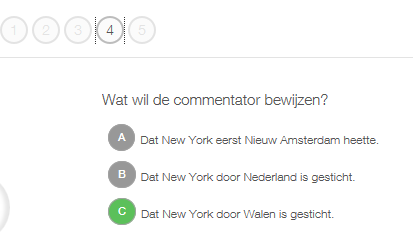 1 2 3 4 5
Wat wil de commentator bewijzen?
A Dat New York eerst Nieuw Amsterdam heette.
B Dat New York door Nederland is gesticht.
C Dat New York door Walen is gesticht.